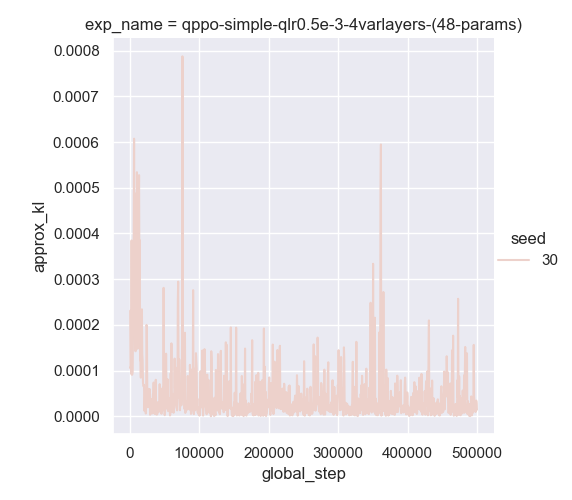 exp_name = qppo-simple-qlr0.5e-3-4varlayers-(48-params)
0.0008
0.0007
0.0006
0.0005
0.0004
0.0003
0.0002
0.0001
0.0000
approx_kl
0 100000 200000 300000 400000 500000
global_step
seed
30